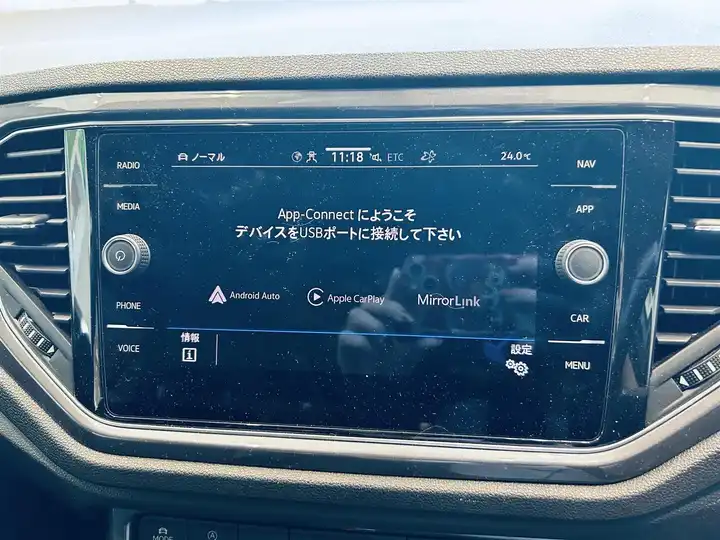 RADIO
MEDIA
PHONE
VOICE
ノーマル
11:18
ETC
24.0℃
App-Connect にようこそ
デバイスをUSBポートに接続して下さい
Android Auto
Apple CarPlay
MirrorLink
情報
設定
NAV
APP
CAR
MENU
MODE
A